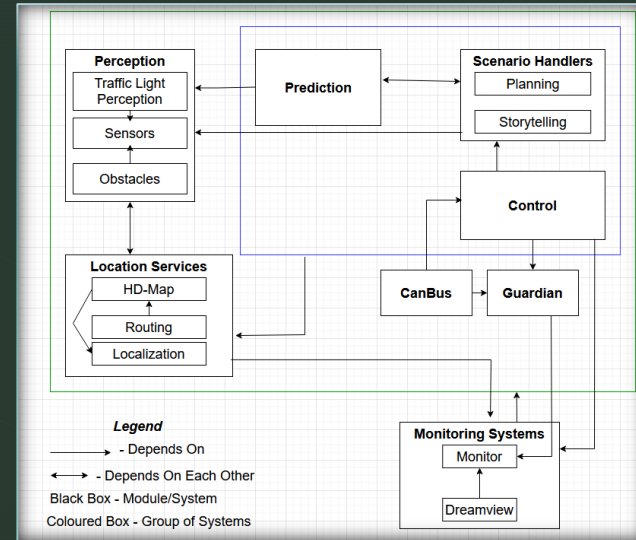 Perception
Traffic Light
Perception
Sensors
Obstacles
Prediction
Scenario Handlers
Planning
Storytelling
Control
Location Services
HD-Map
Routing
Localization
CanBus
Guardian
Monitoring Systems
Monitor
Dreamview
Legend
- Depends On
- Depends On Each Other
Black Box - Module/System
Coloured Box - Group of Systems